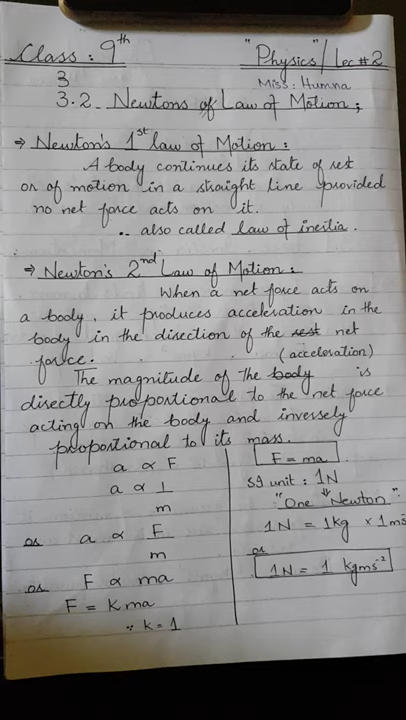 Class : 9th "Physics" / Lec # 2
3 Miss : Humna
3.2. Newtons of Law of Motion ;
⇒ Newton's 1st law of Motion :
A body continues its state of rest
or of motion in a straight line provided
no net force acts on it.
∴ also called law of inertia .
⇒ Newton's 2nd Law of Motion :
When a net force acts on
a body, it produces acceleration in the
body in the direction of the rest net
force. (acceleration)
The magnitude of the body is
directly proportional to the net force
acting on the body and inversely
proportional to its mass.
a ∝ F
a ∝ 1
m
or a ∝ F
m
or F ∝ ma
F = Kma
∵ k = 1
F = ma
SI unit : 1N
⇓
"One Newton".
1N = 1kg × 1ms
or
1N = 1 kgms⁻²